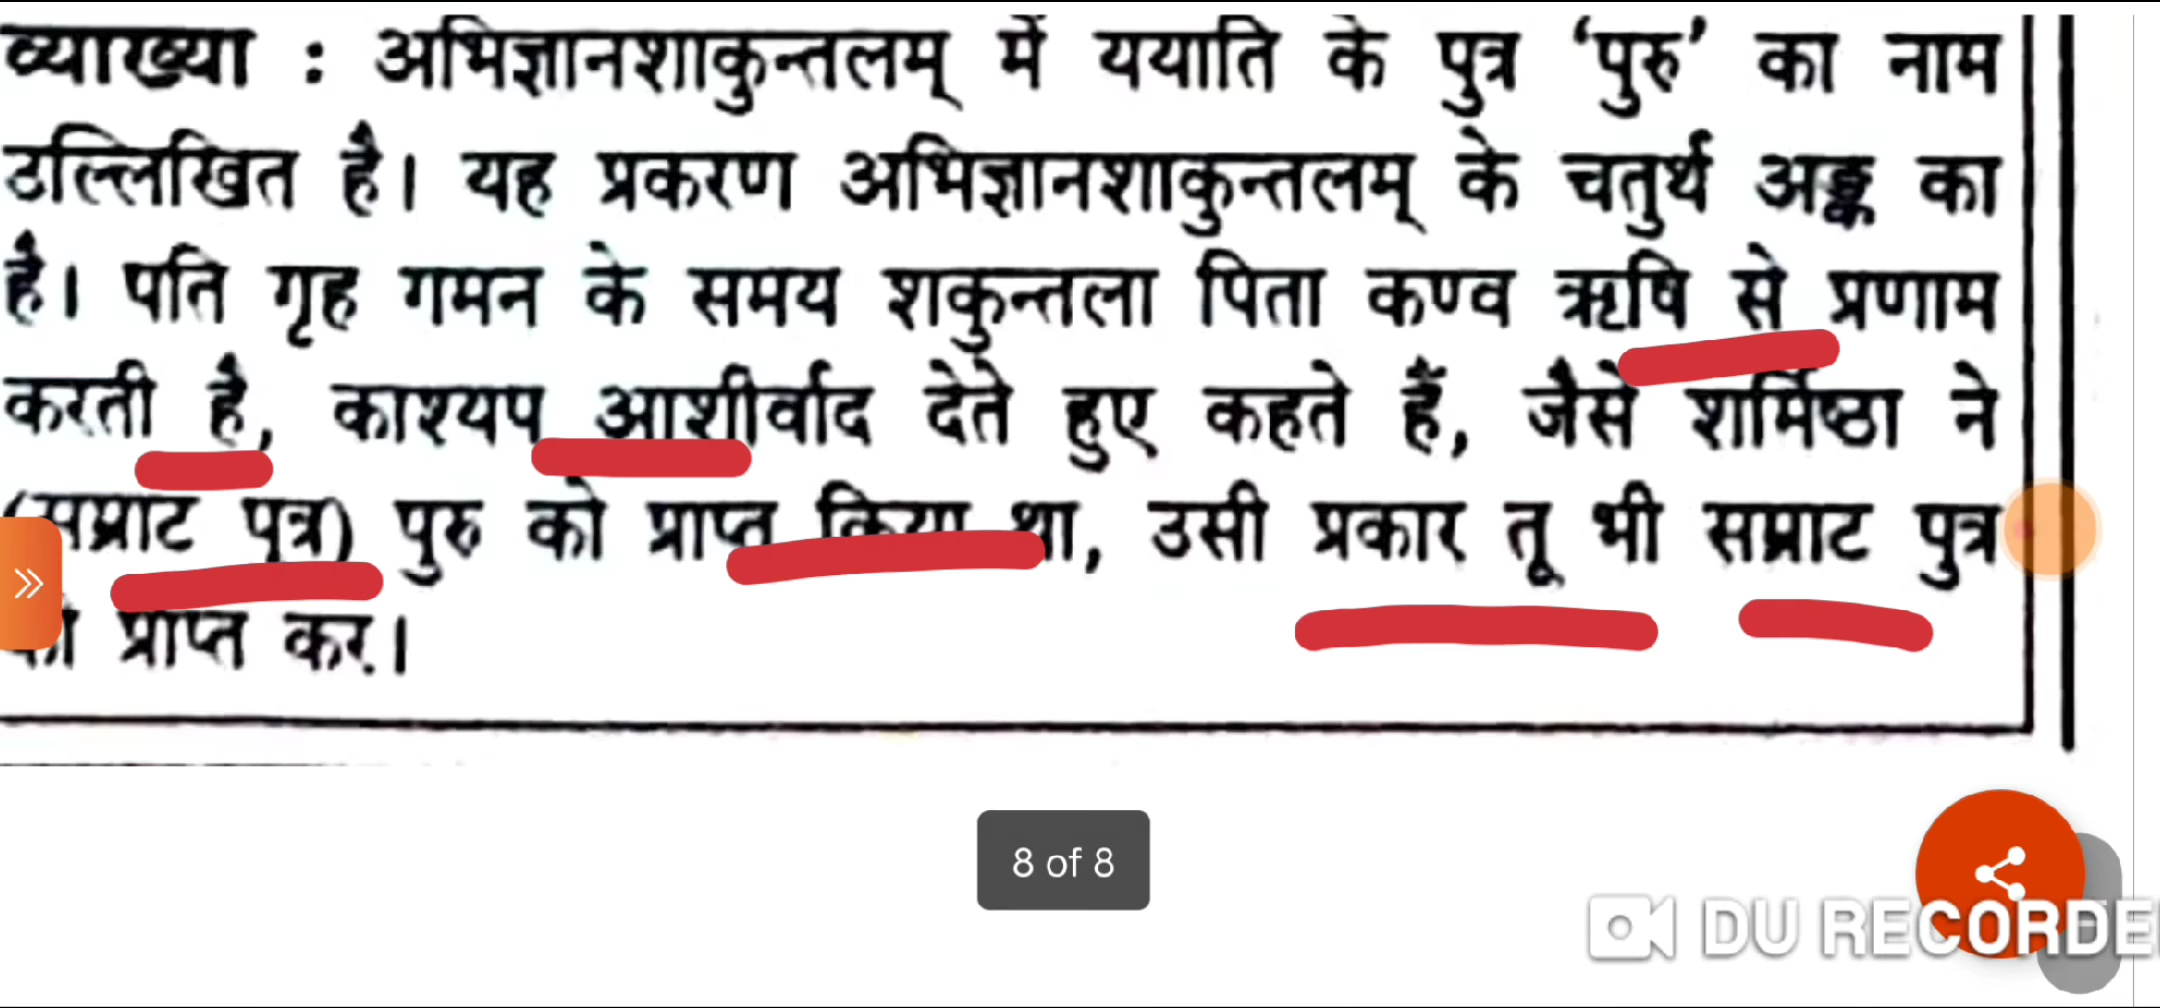 व्याख्या : अभिज्ञानशाकुन्तलम् में ययाति के पुत्र ‘पुरु’ का नाम
उल्लिखित है। यह प्रकरण अभिज्ञानशाकुन्तलम् के चतुर्थ अङ्क का
है। पति गृह गमन के समय शकुन्तला पिता कण्व ऋषि से प्रणाम
करती है, काश्यप आशीर्वाद देते हुए कहते हैं, जैसे शर्मिष्ठा ने
(सम्राट पुत्र) पुरु को प्राप्त किया था, उसी प्रकार तू भी सम्राट पुत्र
को प्राप्त कर।
8 of 8
DU RECORDE